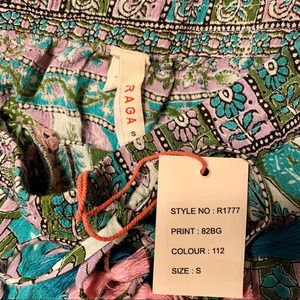 RAGA
S
STYLE NO : R1777
PRINT : 82BG
COLOUR : 112
SIZE : S